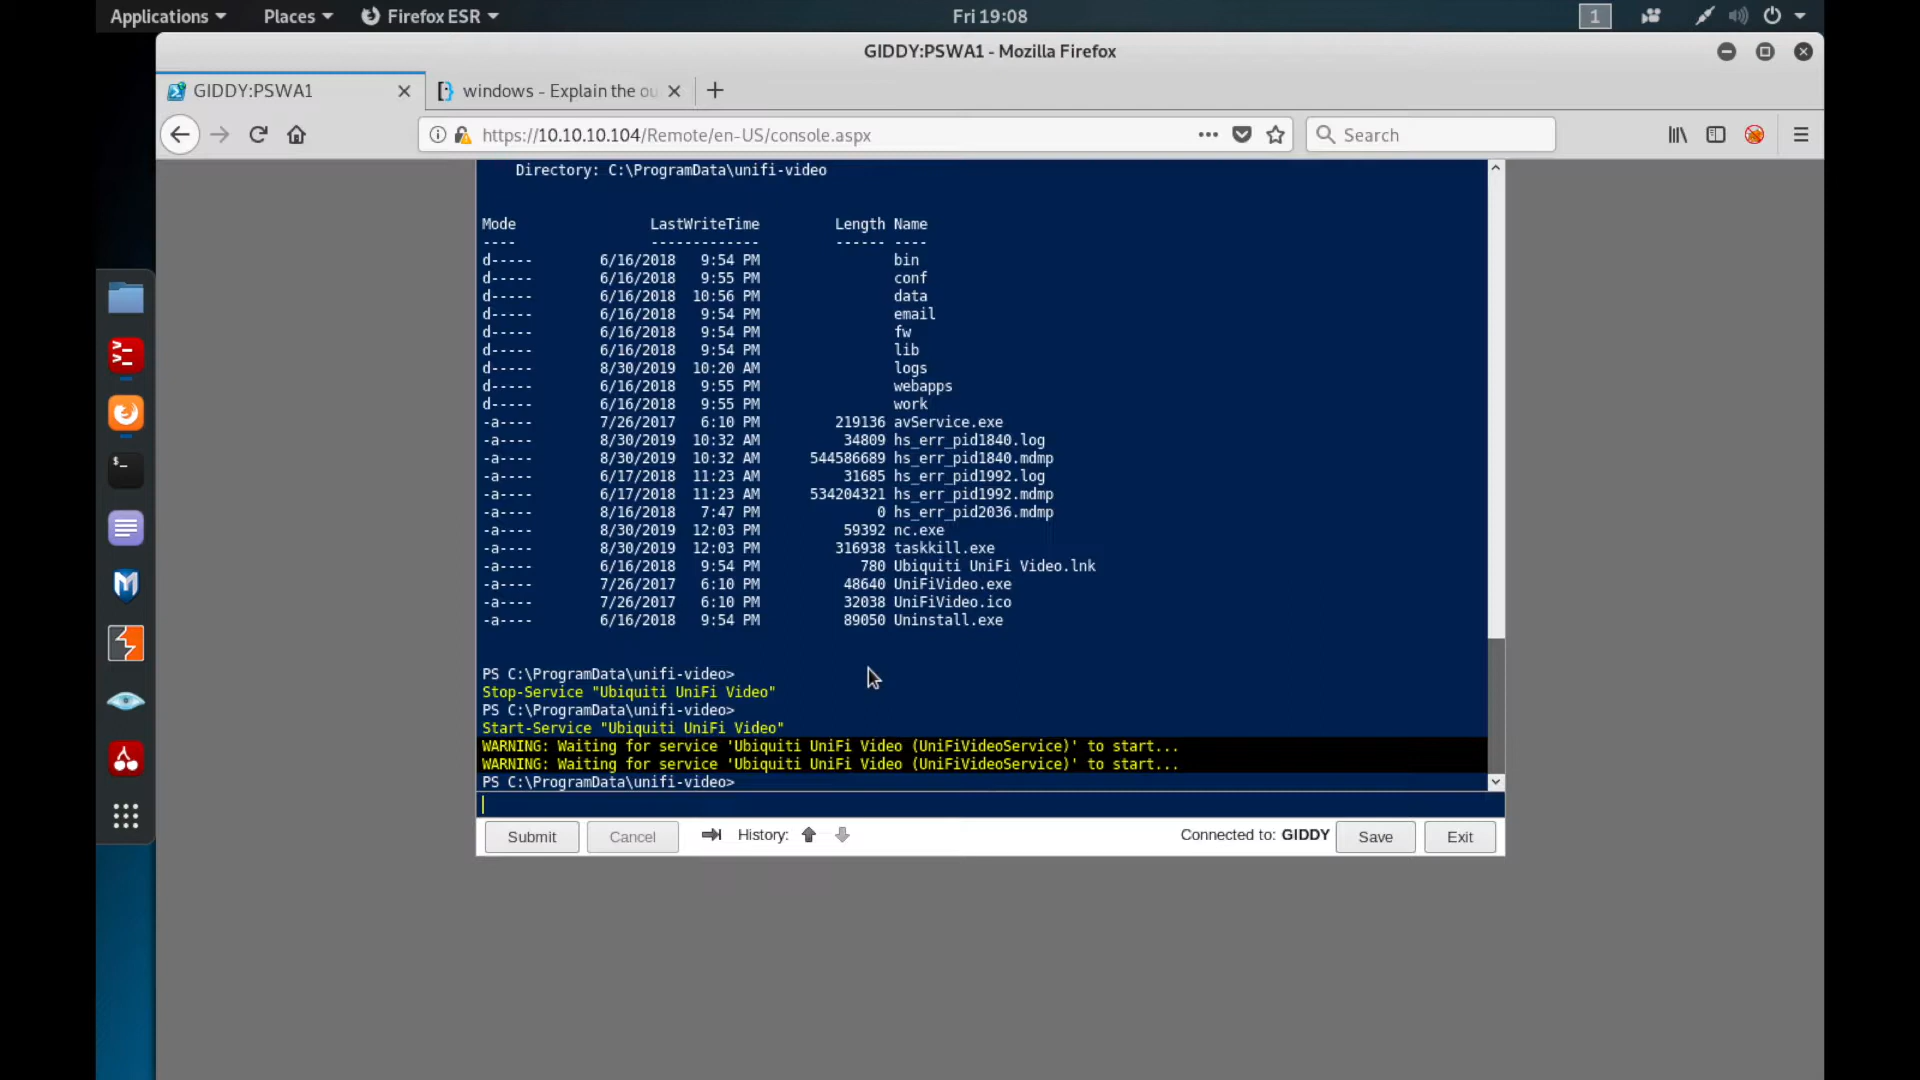 Applications Places Firefox ESR Fri 19:08 1
GIDDY:PSWA1 - Mozilla Firefox
GIDDY:PSWA1 windows - Explain the ou
https://10.10.10.104/Remote/en-US/console.aspx Search
Directory: C:\ProgramData\unifi-video
Mode LastWriteTime Length Name
---- ------------- ------ ----
d----- 6/16/2018 9:54 PM bin
d----- 6/16/2018 9:55 PM conf
d----- 6/16/2018 10:56 PM data
d----- 6/16/2018 9:54 PM email
d----- 6/16/2018 9:54 PM fw
d----- 6/16/2018 9:54 PM lib
d----- 8/30/2019 10:20 AM logs
d----- 6/16/2018 9:55 PM webapps
d----- 6/16/2018 9:55 PM work
-a---- 7/26/2017 6:10 PM 219136 avService.exe
-a---- 8/30/2019 10:32 AM 34809 hs_err_pid1840.log
-a---- 8/30/2019 10:32 AM 544586689 hs_err_pid1840.mdmp
-a---- 6/17/2018 11:23 AM 31685 hs_err_pid1992.log
-a---- 6/17/2018 11:23 AM 534204321 hs_err_pid1992.mdmp
-a---- 8/16/2018 7:47 PM 0 hs_err_pid2036.mdmp
-a---- 8/30/2019 12:03 PM 59392 nc.exe
-a---- 8/30/2019 12:03 PM 316938 taskkill.exe
-a---- 6/16/2018 9:54 PM 780 Ubiquiti UniFi Video.lnk
-a---- 7/26/2017 6:10 PM 48640 UniFiVideo.exe
-a---- 7/26/2017 6:10 PM 32038 UniFiVideo.ico
-a---- 6/16/2018 9:54 PM 89050 Uninstall.exe
PS C:\ProgramData\unifi-video>
Stop-Service "Ubiquiti UniFi Video"
PS C:\ProgramData\unifi-video>
Start-Service "Ubiquiti UniFi Video"
WARNING: Waiting for service 'Ubiquiti UniFi Video (UniFiVideoService)' to start...
WARNING: Waiting for service 'Ubiquiti UniFi Video (UniFiVideoService)' to start...
PS C:\ProgramData\unifi-video>
Submit Cancel History: Connected to: GIDDY Save Exit